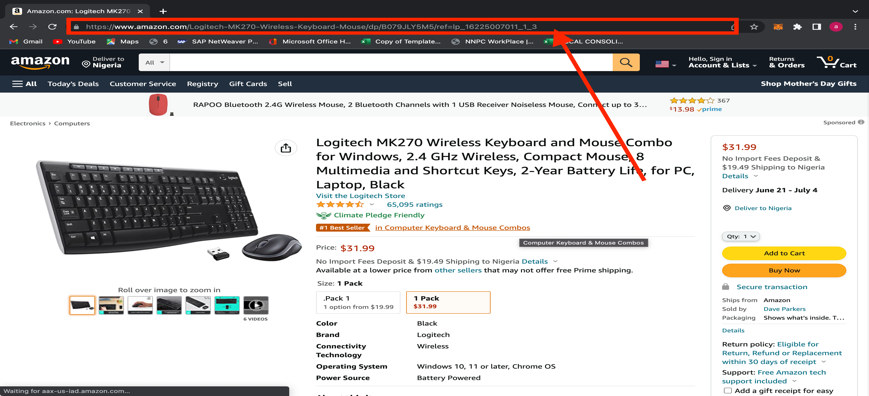 Amazon.com: Logitech MK270
https://www.amazon.com/Logitech-MK270-Wireless-Keyboard-Mouse/dp/B079JLY5M5/ref=lp_16225007011_1_3
Gmail YouTube Maps 6 SAP NetWeaver P... Microsoft Office H... Copy of Template... NNPC WorkPlace |... CAL CONSOLI...
amazon Deliver to Nigeria All Hello, Sign in Account & Lists Returns & Orders 0 Cart
All Today's Deals Customer Service Registry Gift Cards Sell Shop Mother's Day Gifts
RAPOO Bluetooth 2.4G Wireless Mouse, 2 Bluetooth Channels with 1 USB Receiver Noiseless Mouse, Connect up to 3...
367
$13.98 prime
Electronics › Computers
Sponsored
Logitech MK270 Wireless Keyboard and Mouse Combo
for Windows, 2.4 GHz Wireless, Compact Mouse, 8
Multimedia and Shortcut Keys, 2-Year Battery Life, for PC,
Laptop, Black
Visit the Logitech Store
65,095 ratings
Climate Pledge Friendly
#1 Best Seller in Computer Keyboard & Mouse Combos
Computer Keyboard & Mouse Combos
Price: $31.99
No Import Fees Deposit & $19.49 Shipping to Nigeria Details
Available at a lower price from other sellers that may not offer free Prime shipping.
Size: 1 Pack
.Pack 1
1 option from $19.99
1 Pack
$31.99
Color Black
Brand Logitech
Connectivity Technology Wireless
Operating System Windows 10, 11 or later, Chrome OS
Power Source Battery Powered
Roll over image to zoom in
6 VIDEOS
$31.99
No Import Fees Deposit &
$19.49 Shipping to Nigeria
Details
Delivery June 21 - July 4
Deliver to Nigeria
Qty: 1
Add to Cart
Buy Now
Secure transaction
Ships from Amazon
Sold by Dave Parkers
Packaging Shows what's inside. T...
Details
Return policy: Eligible for
Return, Refund or Replacement
within 30 days of receipt
Support: Free Amazon tech
support included
Add a gift receipt for easy
Waiting for aax-us-iad.amazon.com...